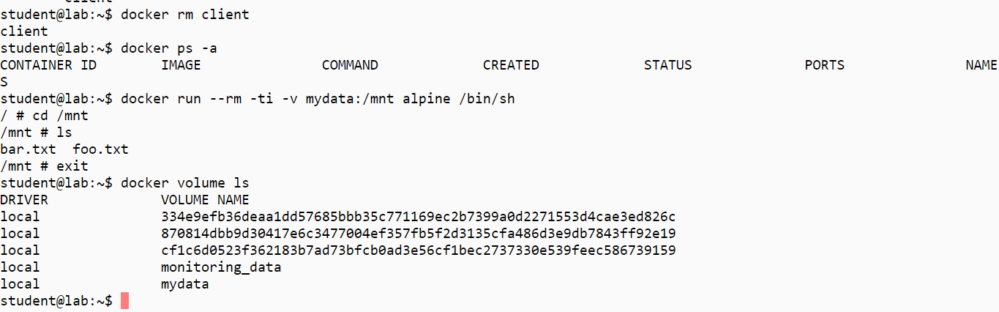 client
student@lab:~$ docker rm client
client
student@lab:~$ docker ps -a
CONTAINER ID        IMAGE               COMMAND             CREATED             STATUS              PORTS               NAME
S
student@lab:~$ docker run --rm -ti -v mydata:/mnt alpine /bin/sh
/ # cd /mnt
/mnt # ls
bar.txt  foo.txt
/mnt # exit
student@lab:~$ docker volume ls
DRIVER              VOLUME NAME
local               334e9efb36deaa1dd57685bbb35c771169ec2b7399a0d2271553d4cae3ed826c
local               870814dbb9d30417e6c3477004ef357fb5f2d3135cfa486d3e9db7843ff92e19
local               cf1c6d0523f362183b7ad73bfcb0ad3e56cf1bec2737330e539feec586739159
local               monitoring_data
local               mydata
student@lab:~$